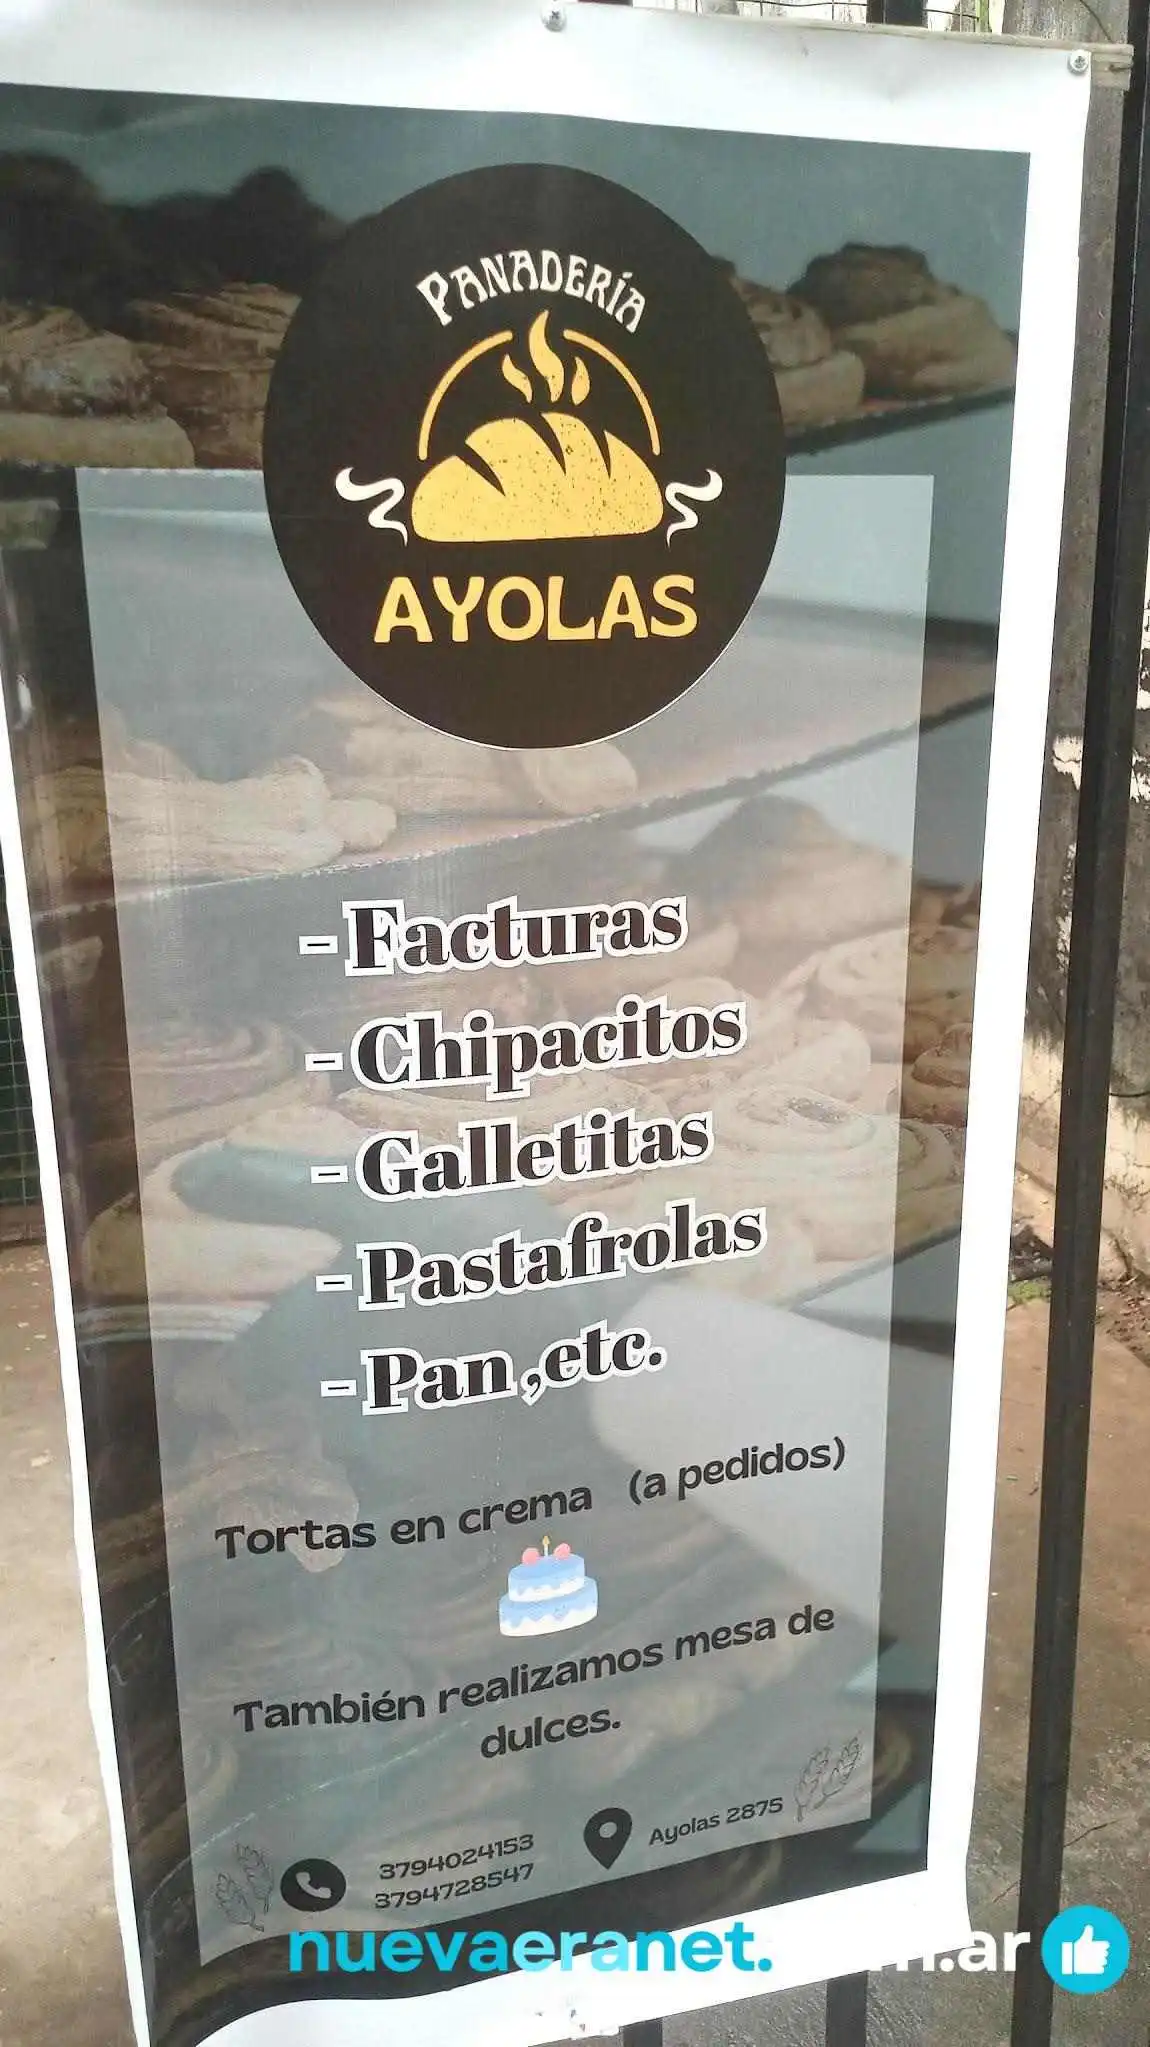 PANADERÍA
AYOLAS
- Facturas
- Chipacitos
- Galletitas
- Pastafrolas
- Pan ,etc.
Tortas en crema (a pedidos)
También realizamos mesa de
dulces.
3794024153
3794728547
Ayolas 2875
nuevaeranet. .ar